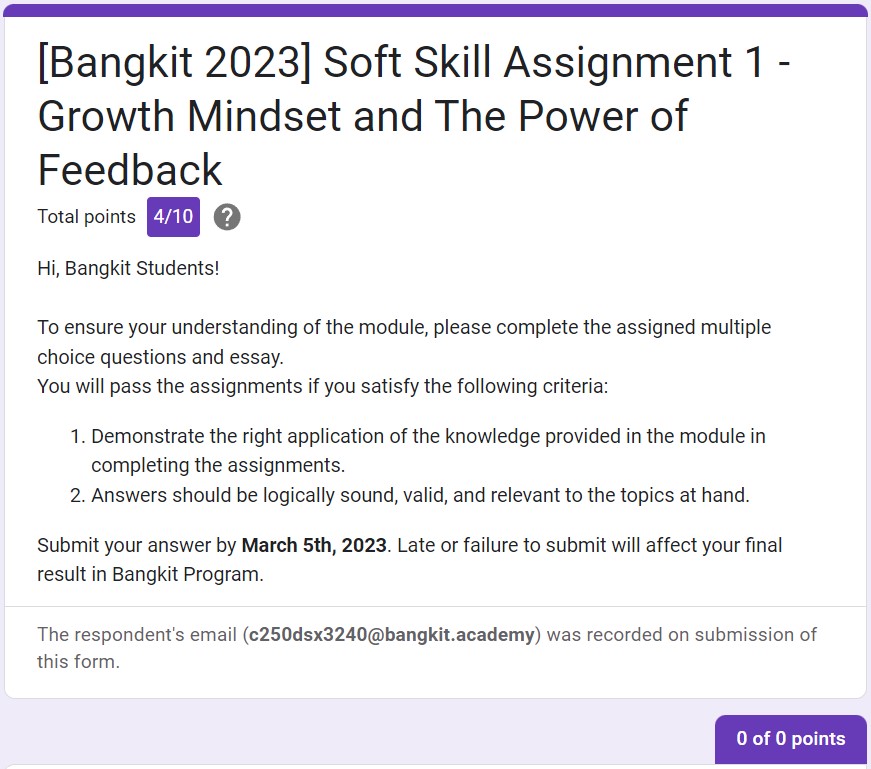 [Bangkit 2023] Soft Skill Assignment 1 -
Growth Mindset and The Power of
Feedback
Total points 4/10 ?
Hi, Bangkit Students!
To ensure your understanding of the module, please complete the assigned multiple
choice questions and essay.
You will pass the assignments if you satisfy the following criteria:
1. Demonstrate the right application of the knowledge provided in the module in
completing the assignments.
2. Answers should be logically sound, valid, and relevant to the topics at hand.
Submit your answer by March 5th, 2023. Late or failure to submit will affect your final
result in Bangkit Program.
The respondent's email (c250dsx3240@bangkit.academy) was recorded on submission of
this form.
0 of 0 points